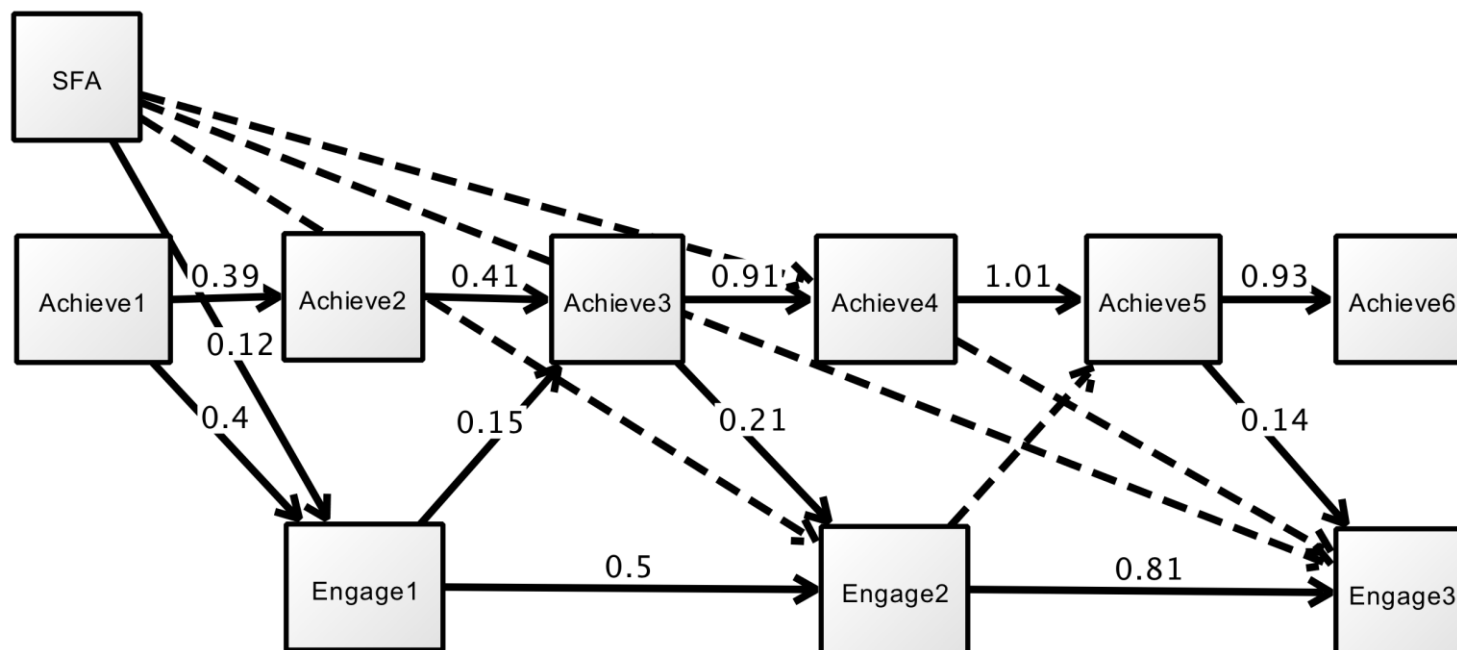 SFA
0.39
0.41
0.91
1.01
0.93
Achieve1
Achieve2
Achieve3
Achieve4
Achieve5
Achieve6
0.12
0.4
0.15
0.21
0.14
0.5
0.81
Engage1
Engage2
Engage3